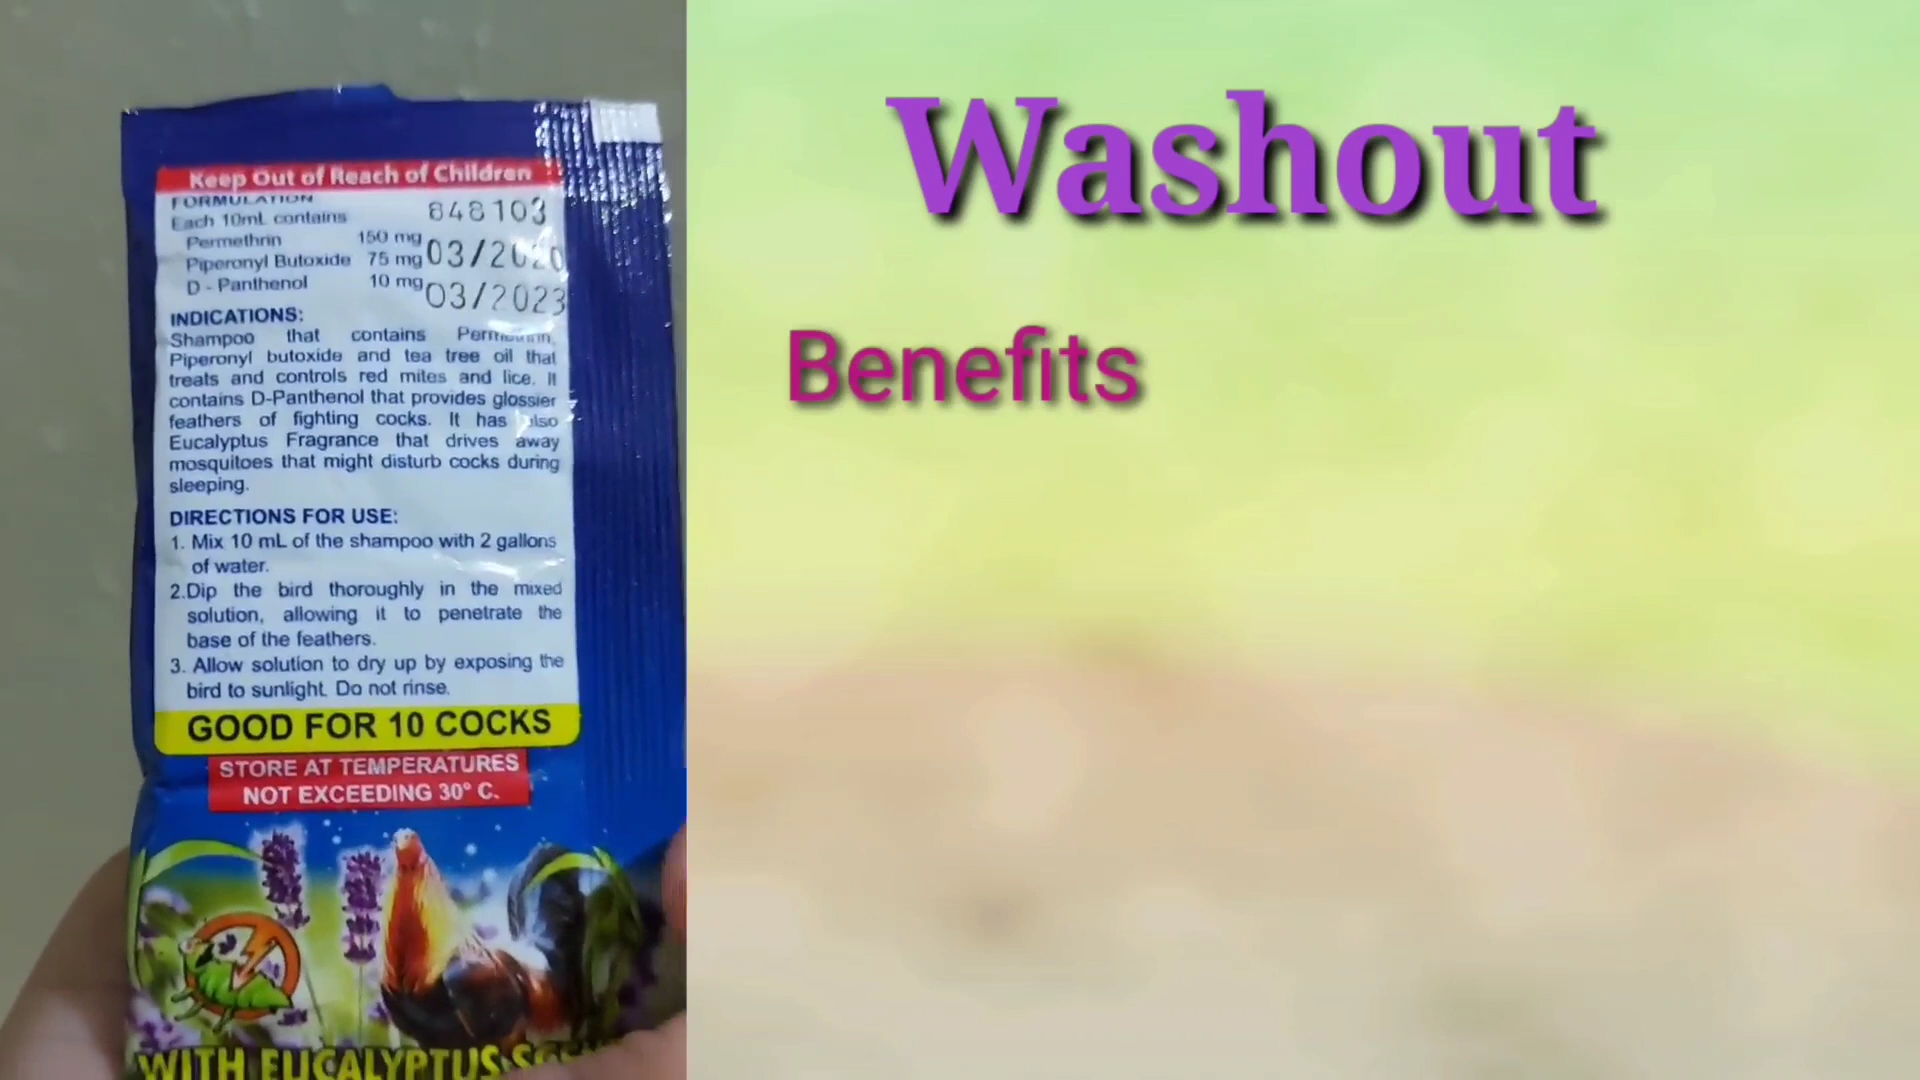 Keep Out of Reach of Children
FORMULATION
Each 10mL contains
848103
Permethrin 150 mg
03/2020
Piperonyl Butoxide 75 mg
D - Panthenol 10 mg
03/2023
INDICATIONS:
Shampoo that contains Permethrin,
Piperonyl butoxide and tea tree oil that
treats and controls red mites and lice. It
contains D-Panthenol that provides glossier
feathers of fighting cocks. It has also
Eucalyptus Fragrance that drives away
mosquitoes that might disturb cocks during
sleeping.
DIRECTIONS FOR USE:
1. Mix 10 mL of the shampoo with 2 gallons
of water.
2.Dip the bird thoroughly in the mixed
solution, allowing it to penetrate the
base of the feathers.
3. Allow solution to dry up by exposing the
bird to sunlight. Do not rinse.
GOOD FOR 10 COCKS
STORE AT TEMPERATURES
NOT EXCEEDING 30° C.
WITH EUCALYPTUS
Washout
Benefits